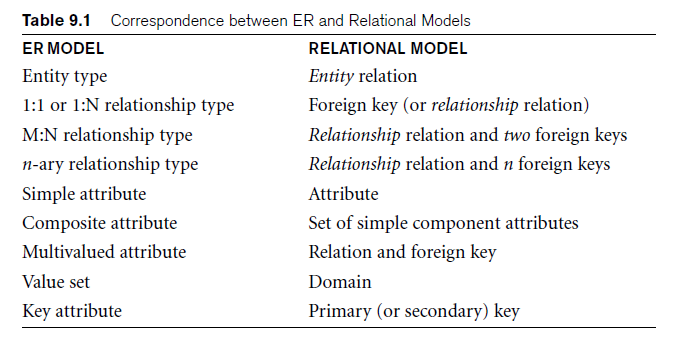 Table 9.1 Correspondence between ER and Relational Models
ER MODEL RELATIONAL MODEL
Entity type Entity relation
1:1 or 1:N relationship type Foreign key (or relationship relation)
M:N relationship type Relationship relation and two foreign keys
n-ary relationship type Relationship relation and n foreign keys
Simple attribute Attribute
Composite attribute Set of simple component attributes
Multivalued attribute Relation and foreign key
Value set Domain
Key attribute Primary (or secondary) key